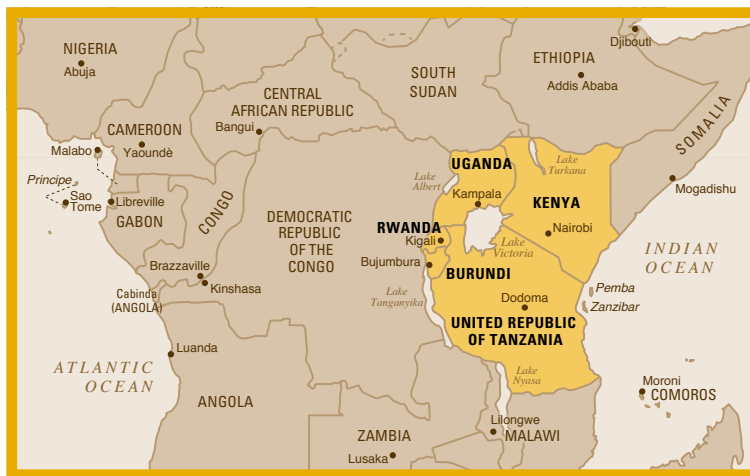 NIGERIA
Abuja
CENTRAL
AFRICAN REPUBLIC
Bangui
SOUTH
SUDAN
ETHIOPIA
Addis Ababa
Djibouti
SOMALIA
Mogadishu
CAMEROON
Yaoundè
Malabo
Principe
Sao
Tome
Libreville
GABON
CONGO
DEMOCRATIC
REPUBLIC
OF THE
CONGO
Brazzaville
Kinshasa
Cabinda
(ANGOLA)
UGANDA
Lake
Albert
Kampala
Lake
Turkana
KENYA
Nairobi
RWANDA
Kigali
Lake
Victoria
Bujumbura
BURUNDI
Lake
Tanganyika
Dodoma
UNITED REPUBLIC
OF TANZANIA
Pemba
Zanzibar
INDIAN
OCEAN
ATLANTIC
OCEAN
Luanda
ANGOLA
Lake
Nyasa
Moroni
COMOROS
Lilongwe
MALAWI
ZAMBIA
Lusaka